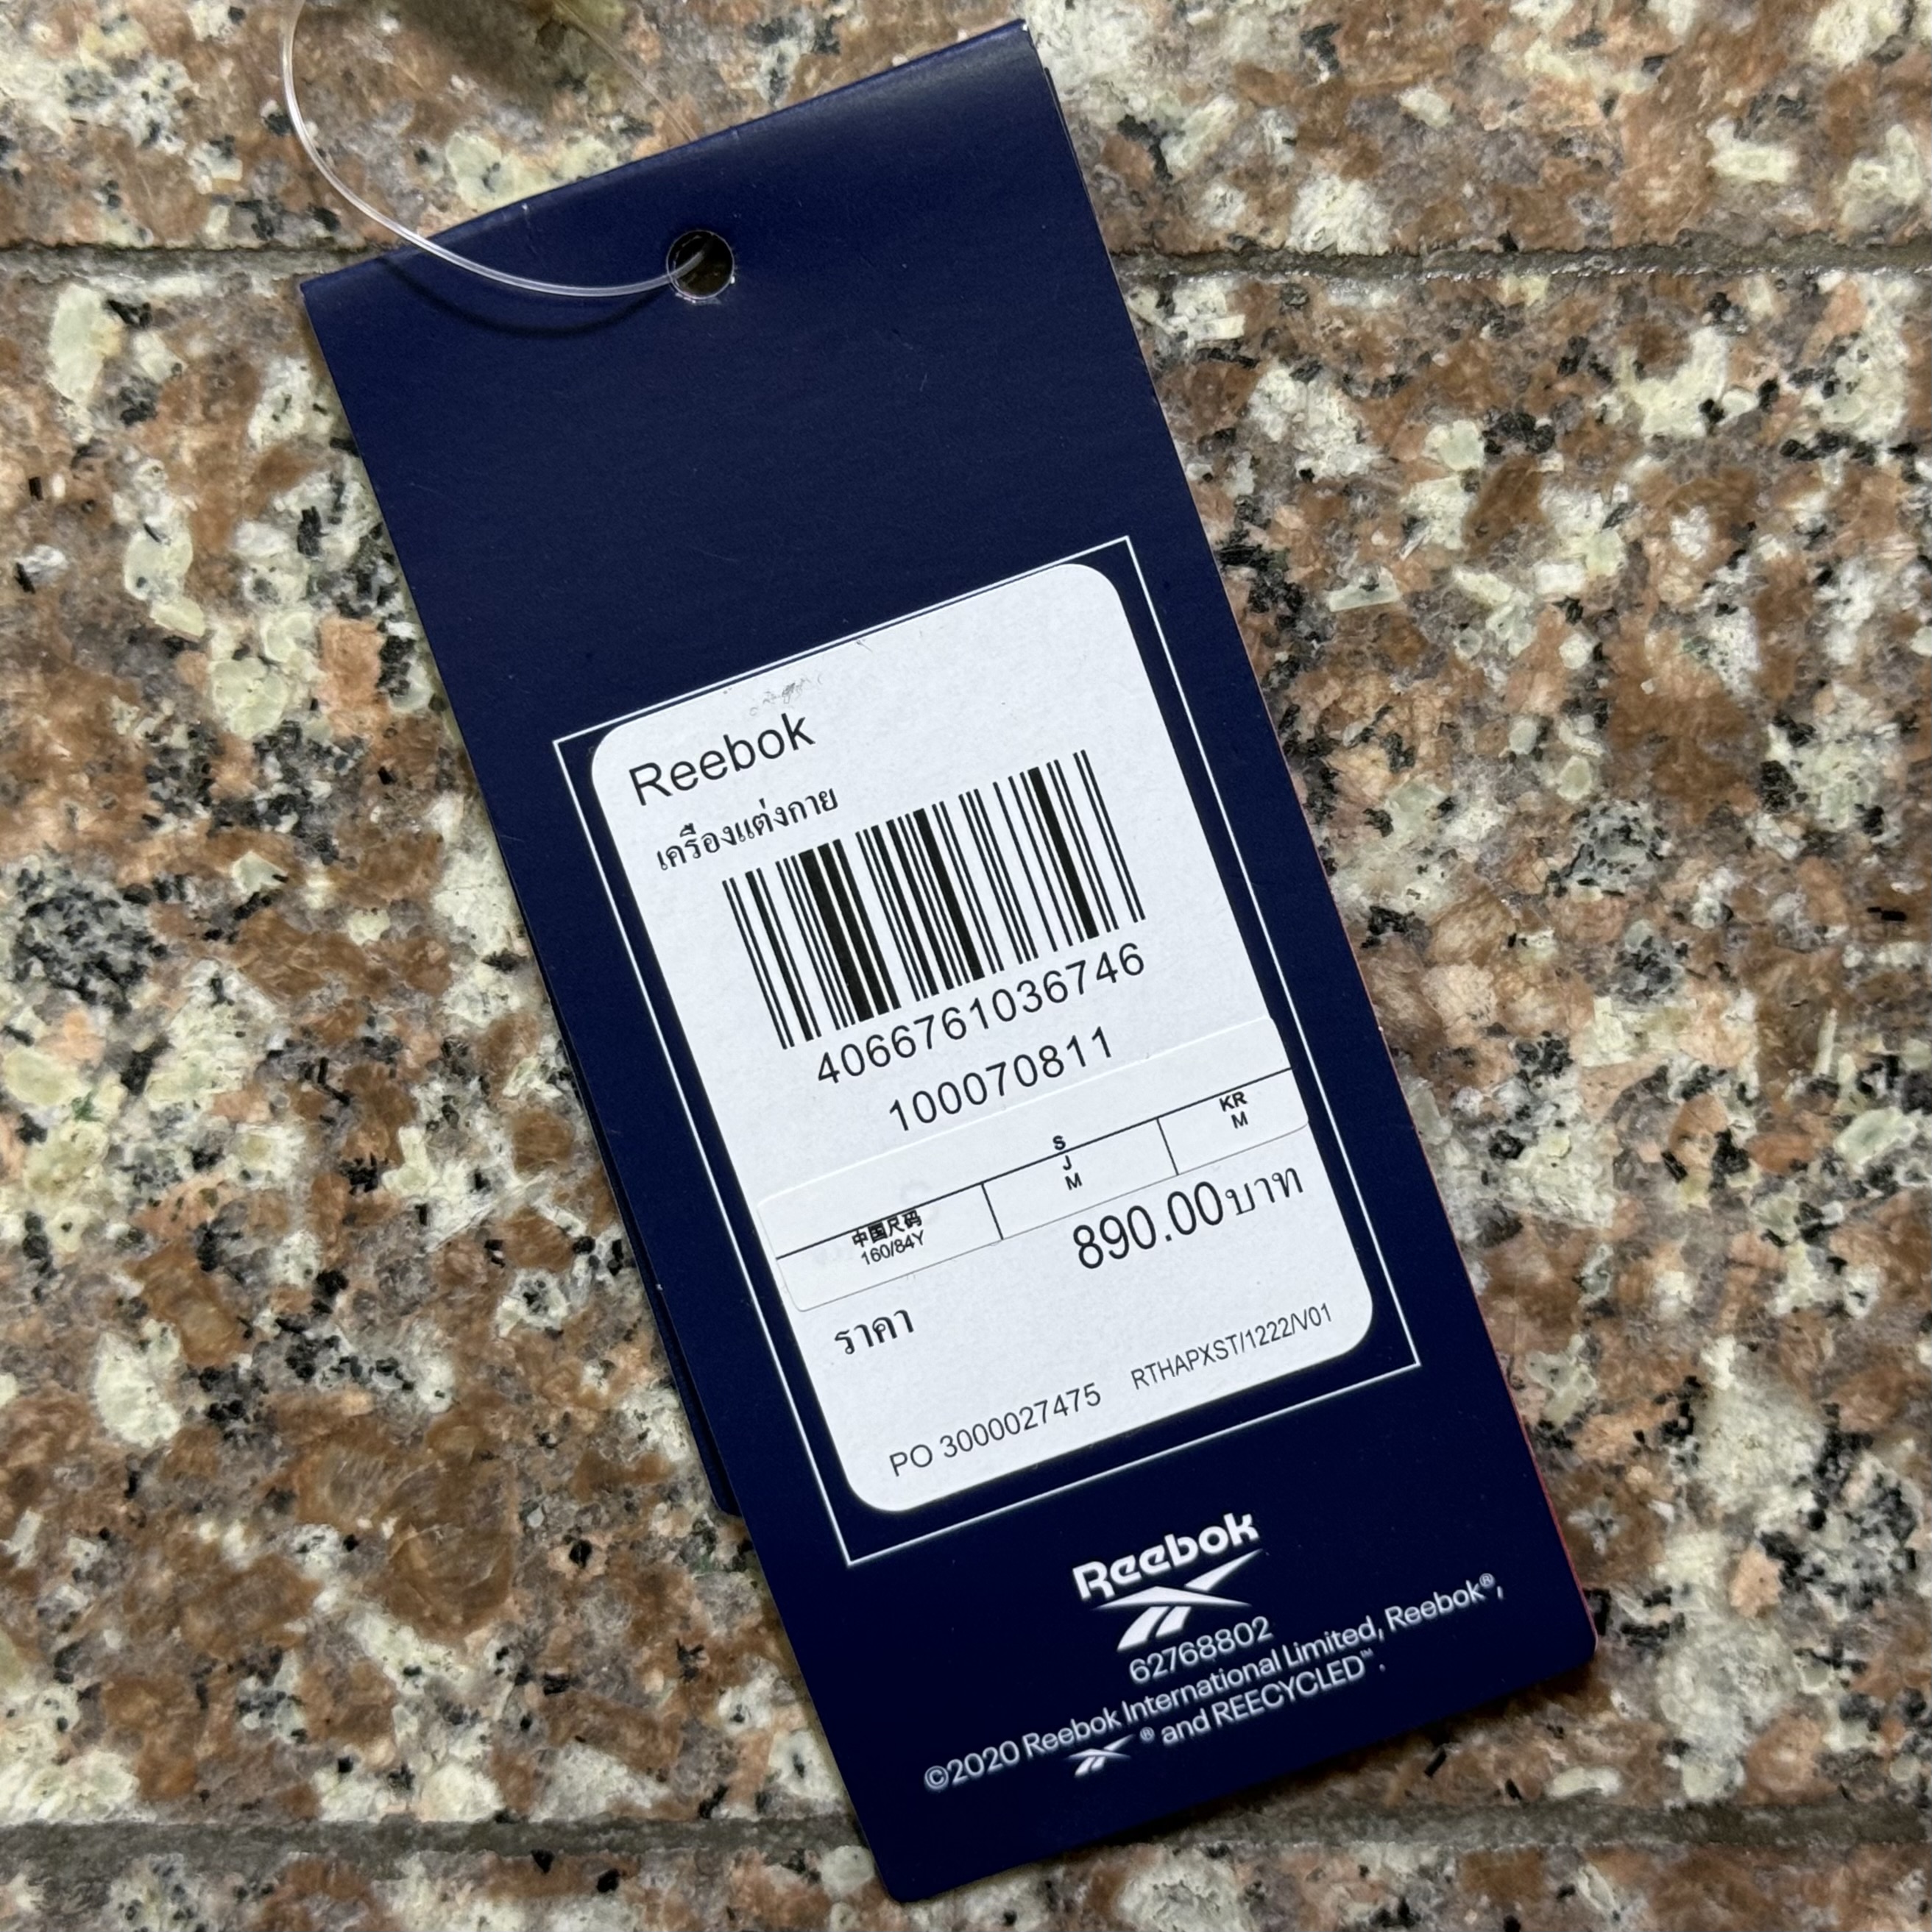 Reebok
เครื่องแต่งกาย
4066761036746
100070811
S
中国尺码 J KR
160/84Y M M
890.00บาท
ราคา
PO 3000027475 RTHAPXST/1222/V01
Reebok
62768802
©2020 Reebok International Limited, Reebok®,
® and REECYCLED™.